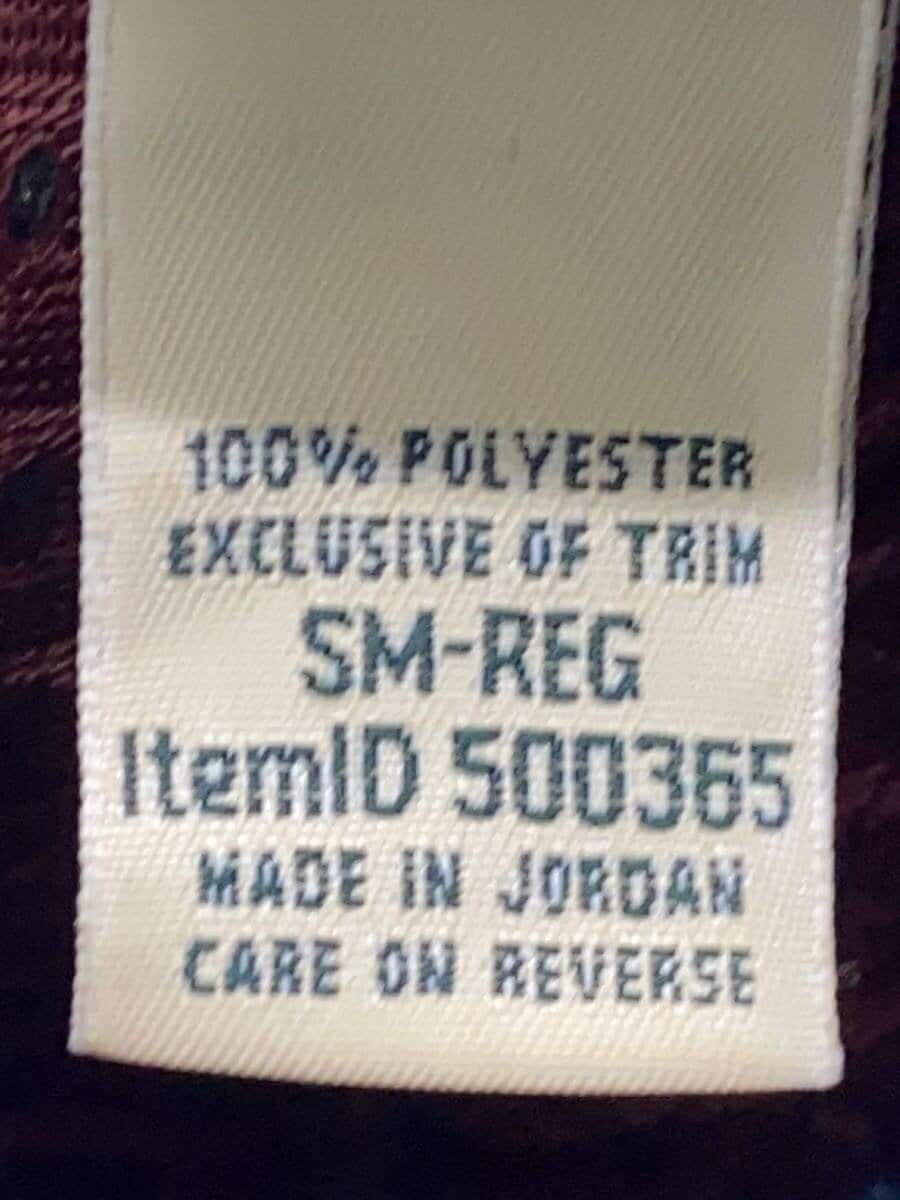 100% POLYESTER
EXCLUSIVE OF TRIM
SM-REG
ItemID 500365
MADE IN JORDAN
CARE ON REVERSE